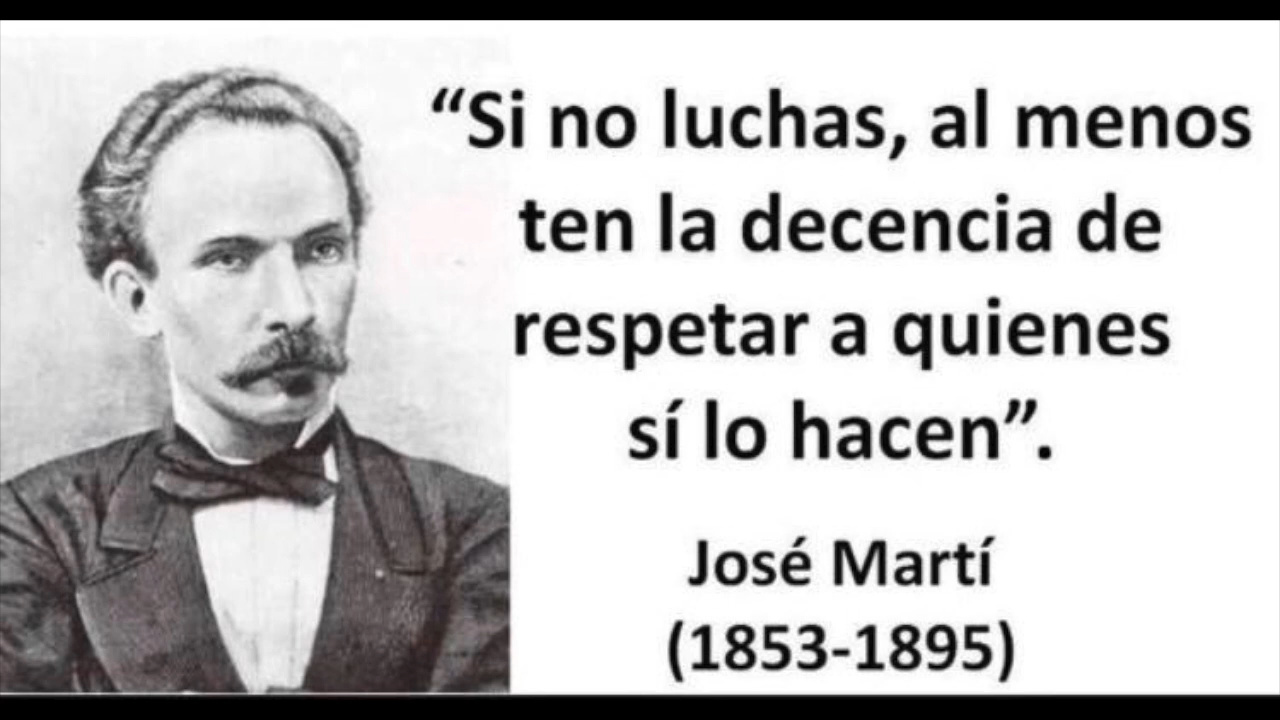 “Si no luchas, al menos
ten la decencia de
respetar a quienes
sí lo hacen”.
José Martí
(1853-1895)